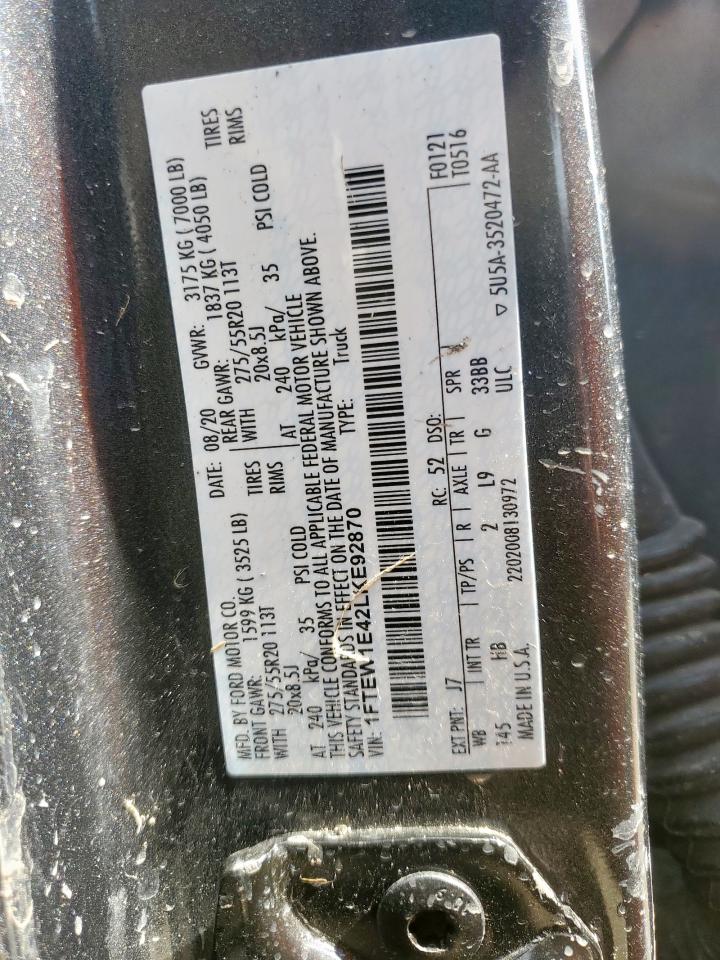 MFD. BY FORD MOTOR CO. DATE: 08/20 GVWR: 3175 KG ( 7000 LB)
FRONT GAWR: 1599 KG ( 3525 LB) REAR GAWR: 1837 KG ( 4050 LB)
WITH 275/55R20 113T TIRES WITH 275/55R20 113T TIRES
20x8.5J RIMS 20x8.5J RIMS
AT 240 kPa/ 35 PSI COLD AT 240 kPa/ 35 PSI COLD
THIS VEHICLE CONFORMS TO ALL APPLICABLE FEDERAL MOTOR VEHICLE
SAFETY STANDARDS IN EFFECT ON THE DATE OF MANUFACTURE SHOWN ABOVE.
VIN: 1FTEW1E42LKE92870 TYPE: Truck
EXT PNT: J7 RC: 52 DSO: F0121
WB INT TR TP/PS R AXLE TR SPR T0516
145 HB 2 L9 G 33BB
ULC
MADE IN U.S.A. 2202008130972 ▽ 5U5A-3520472-AA